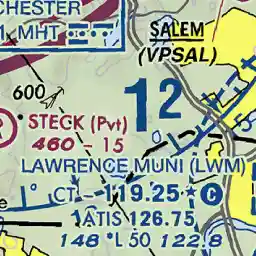 CHESTER
MHT
SALEM
(VPSAL)
600
12
STECK (Pvt)
460 - 15
LAWRENCE MUNI (LWM)
CT - 119.25 ★ C
ATIS 126.75
148 *L 50 122.8